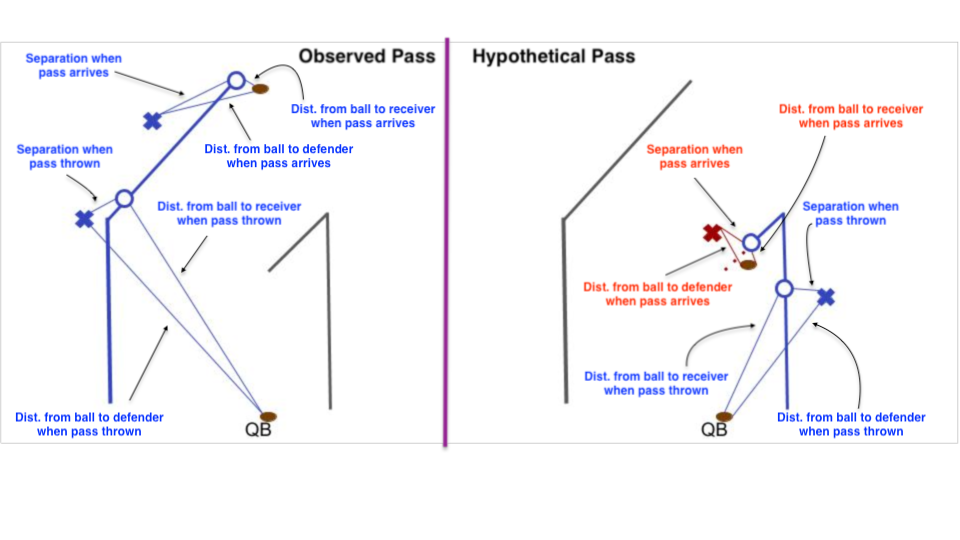 Observed Pass
Separation when
pass arrives
Dist. from ball to receiver
when pass arrives
Dist. from ball to defender
when pass arrives
Separation when
pass thrown
Dist. from ball to receiver
when pass thrown
Dist. from ball to defender
when pass thrown
QB
Hypothetical Pass
Dist. from ball to receiver
when pass arrives
Separation when
pass arrives
Separation when
pass thrown
Dist. from ball to defender
when pass arrives
Dist. from ball to receiver
when pass thrown
Dist. from ball to defender
when pass thrown
QB